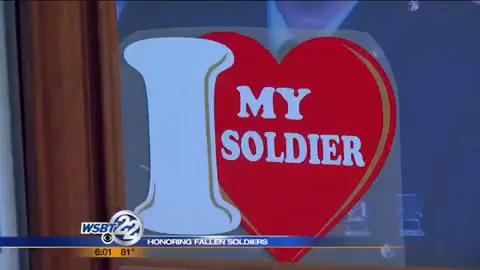 I
MY
SOLDIER
WSBT 22
HONORING FALLEN SOLDIERS
6:01 81°